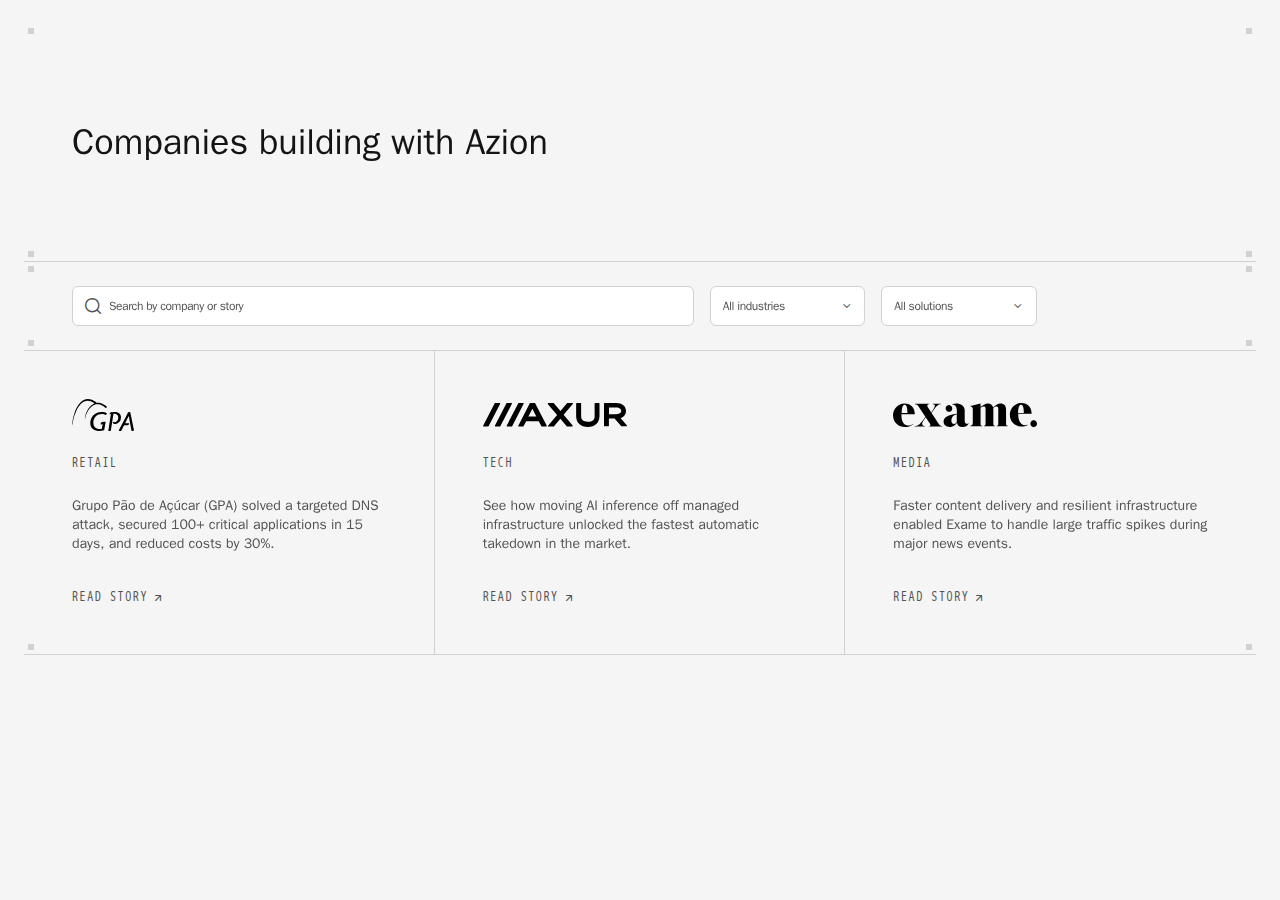 Companies building with Azion
Search by company or story
All industries
All solutions
GPA
RETAIL
Grupo Pão de Açúcar (GPA) solved a targeted DNS
attack, secured 100+ critical applications in 15
days, and reduced costs by 30%.
READ STORY
AXUR
TECH
See how moving AI inference off managed
infrastructure unlocked the fastest automatic
takedown in the market.
READ STORY
exame.
MEDIA
Faster content delivery and resilient infrastructure
enabled Exame to handle large traffic spikes during
major news events.
READ STORY